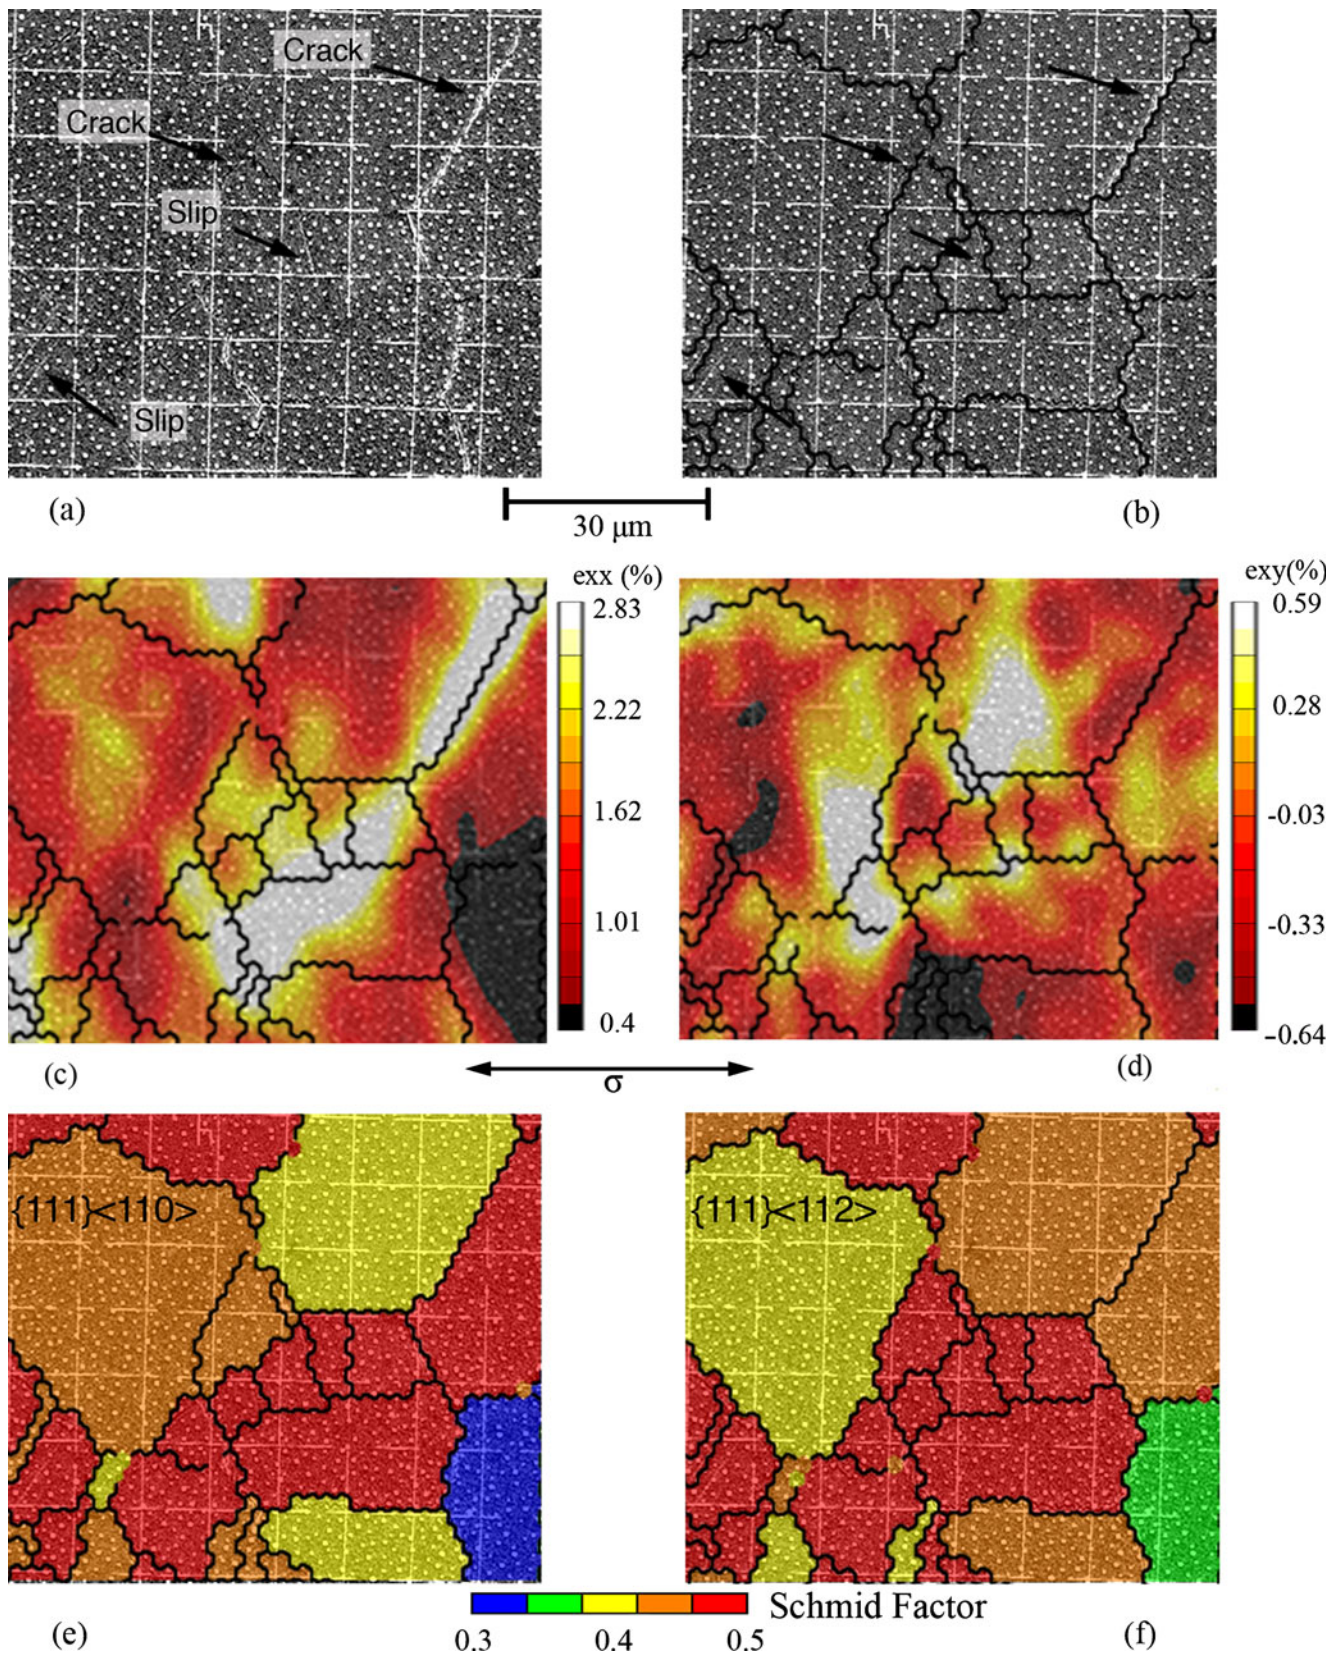 Crack
Crack
Slip
Slip
(a)
(b)
30 μm
exx (%)
2.83
2.22
1.62
1.01
0.4
exy(%)
0.59
0.28
-0.03
-0.33
-0.64
(c)
σ
(d)
{111}<110>
{111}<112>
Schmid Factor
0.3
0.4
0.5
(e)
(f)